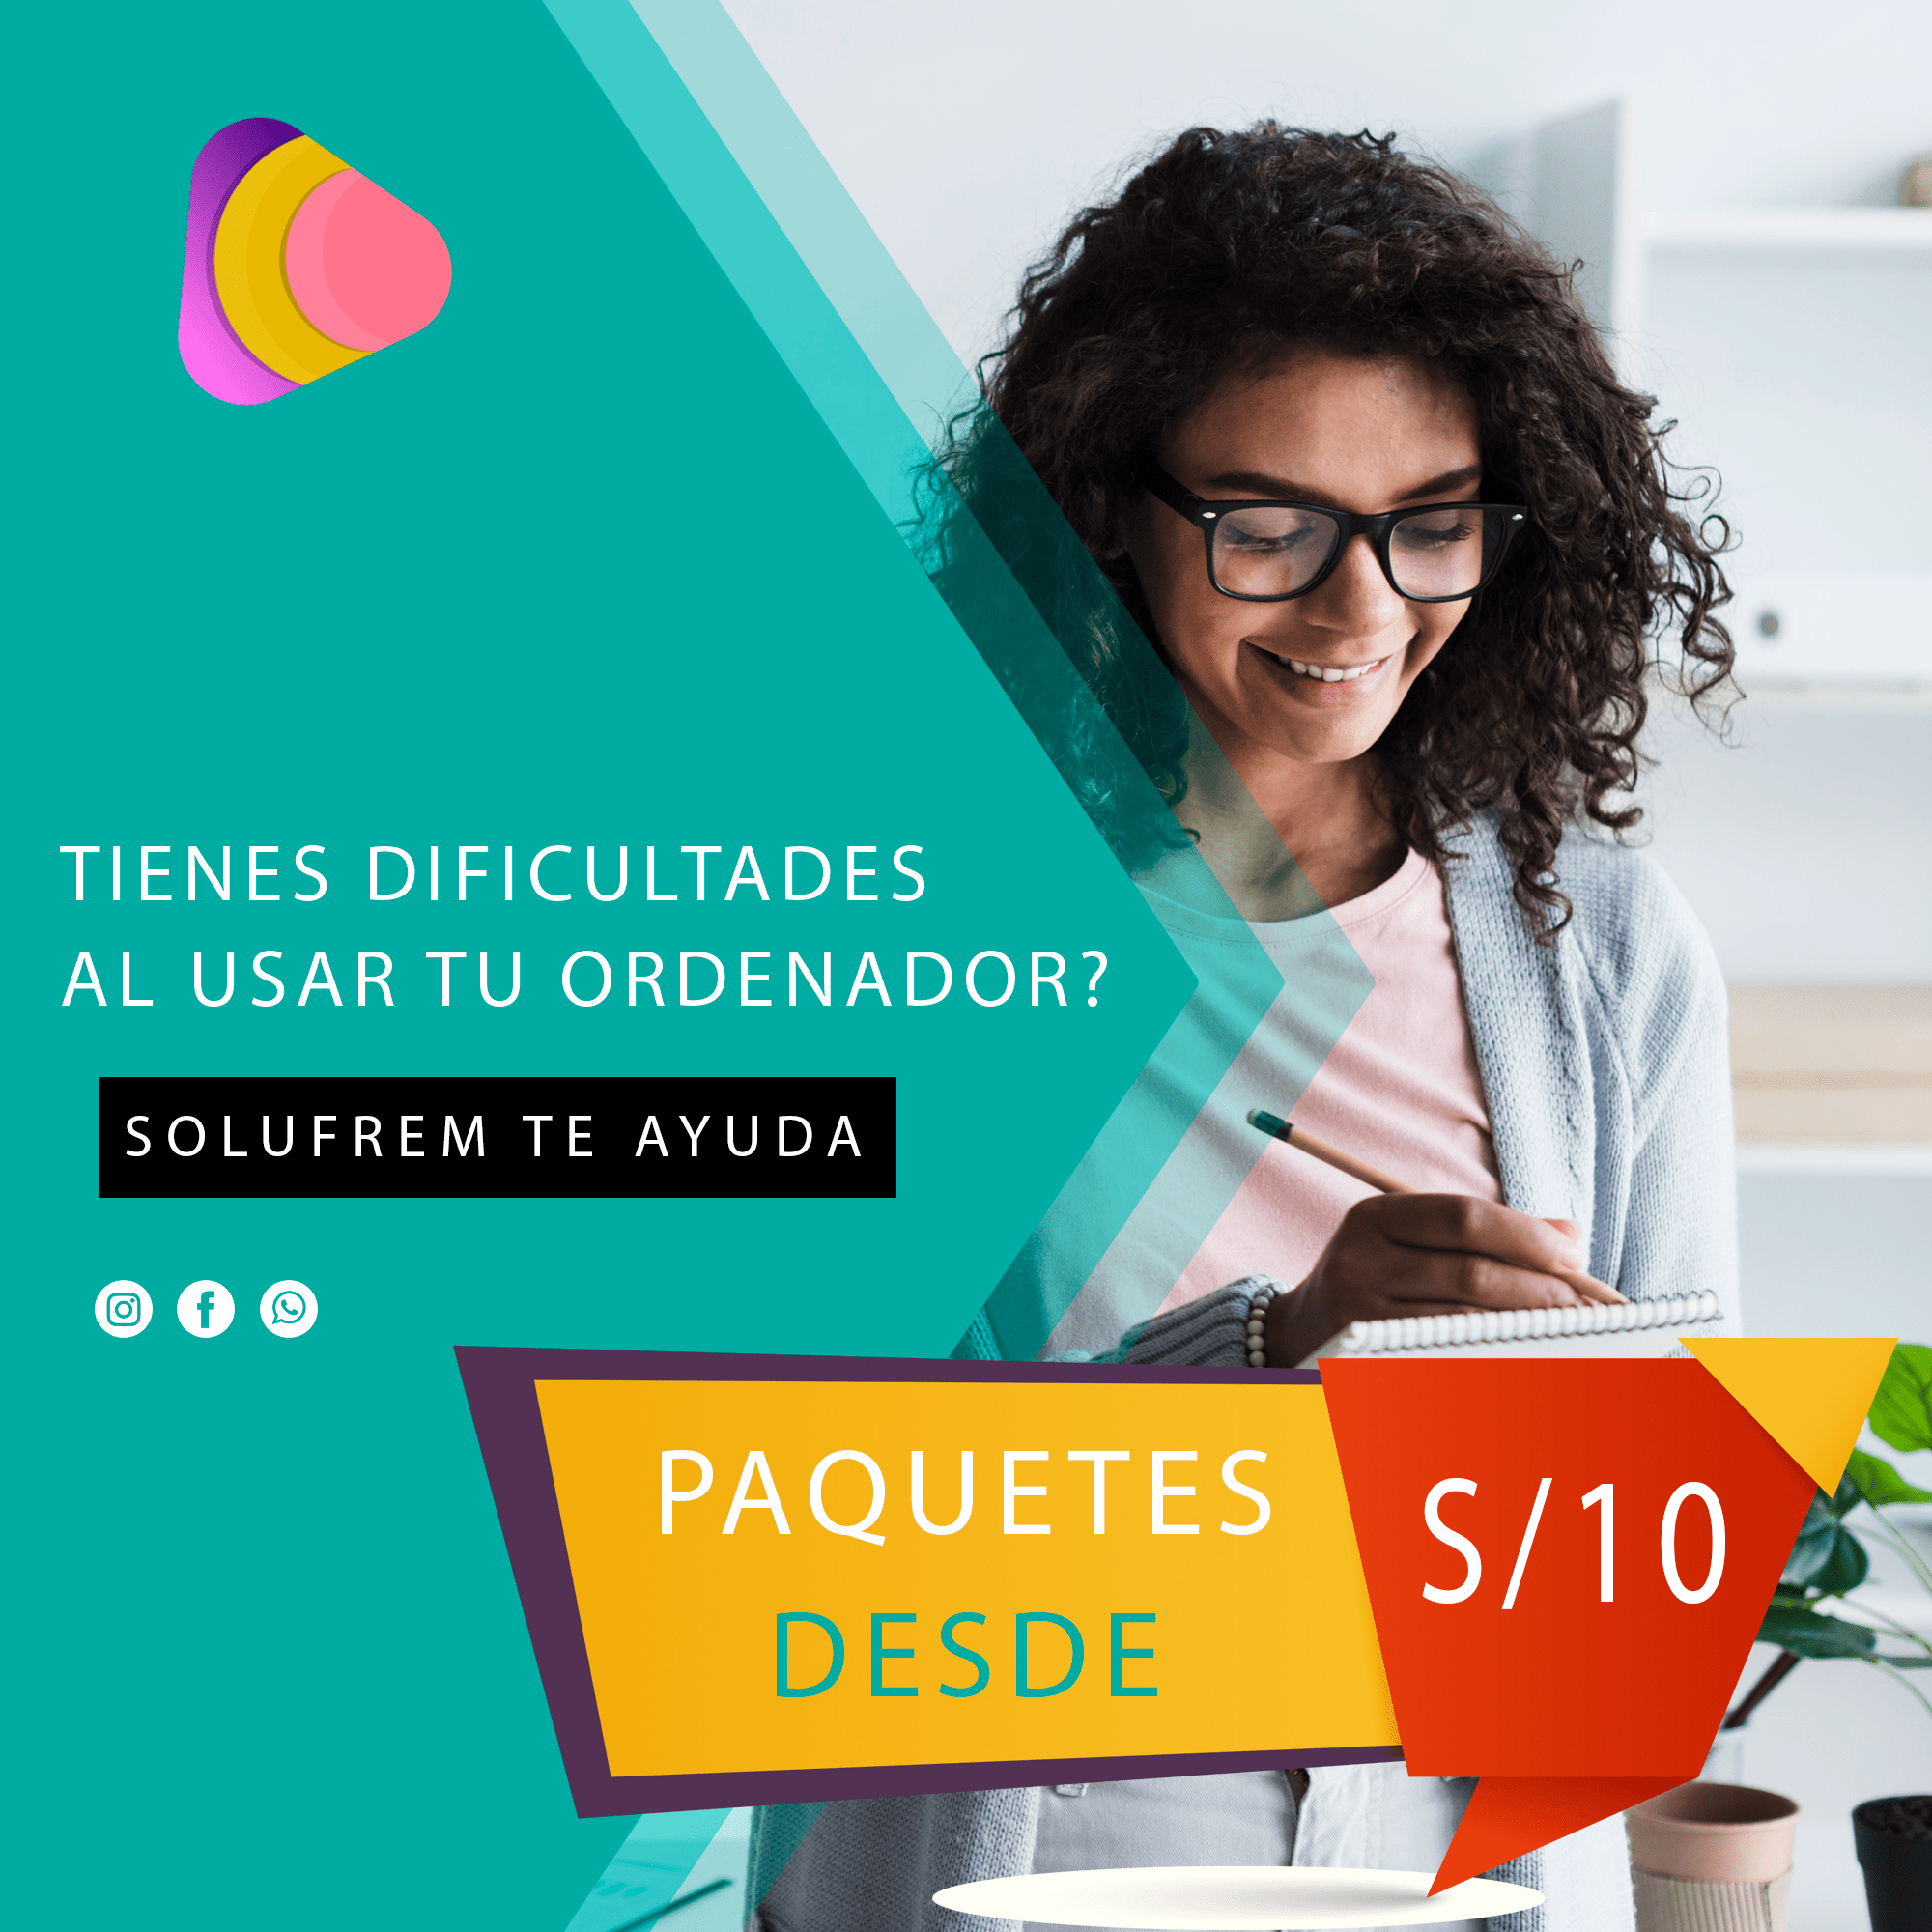 TIENES DIFICULTADES
AL USAR TU ORDENADOR?
SOLUFREM TE AYUDA
PAQUETES
DESDE
S/10